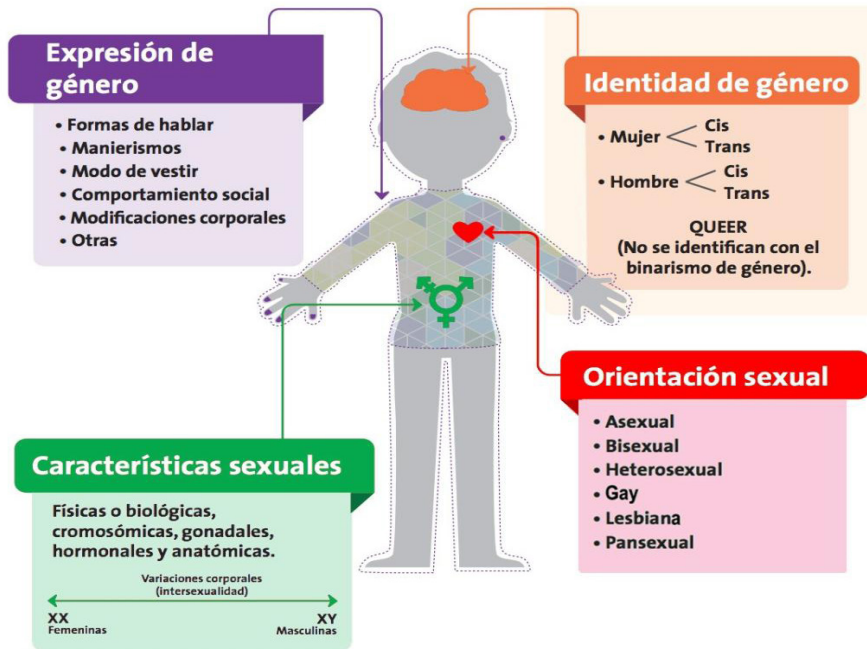 Expresión de
género
• Formas de hablar
• Manierismos
• Modo de vestir
• Comportamiento social
• Modificaciones corporales
• Otras
Identidad de género
• Mujer
Cis
Trans
• Hombre
Cis
Trans
QUEER
(No se identifican con el
binarismo de género).
Orientación sexual
• Asexual
• Bisexual
• Heterosexual
• Gay
• Lesbiana
• Pansexual
Características sexuales
Físicas o biológicas,
cromosómicas, gonadales,
hormonales y anatómicas.
Variaciones corporales
(intersexualidad)
XX
Femeninas
XY
Masculinas